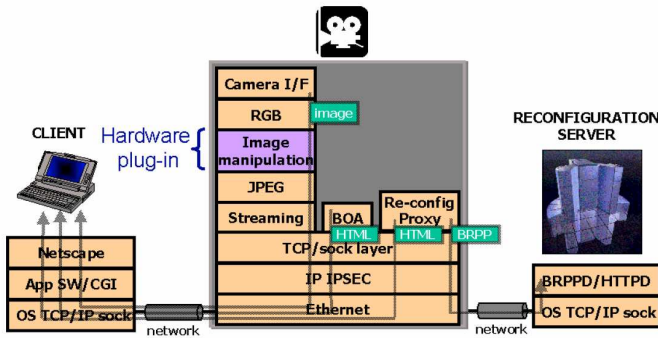 Camera I/F
RGB
image
CLIENT
Hardware
plug-in
Image
manipulation
RECONFIGURATION
SERVER
JPEG
Streaming
BOA
Re-config
Proxy
HTML
HTML
BRPP
TCP/sock layer
Netscape
App SW/CGI
OS TCP/IP sock
IP IPSEC
Ethernet
BRPPD/HTTPD
OS TCP/IP sock
network
network